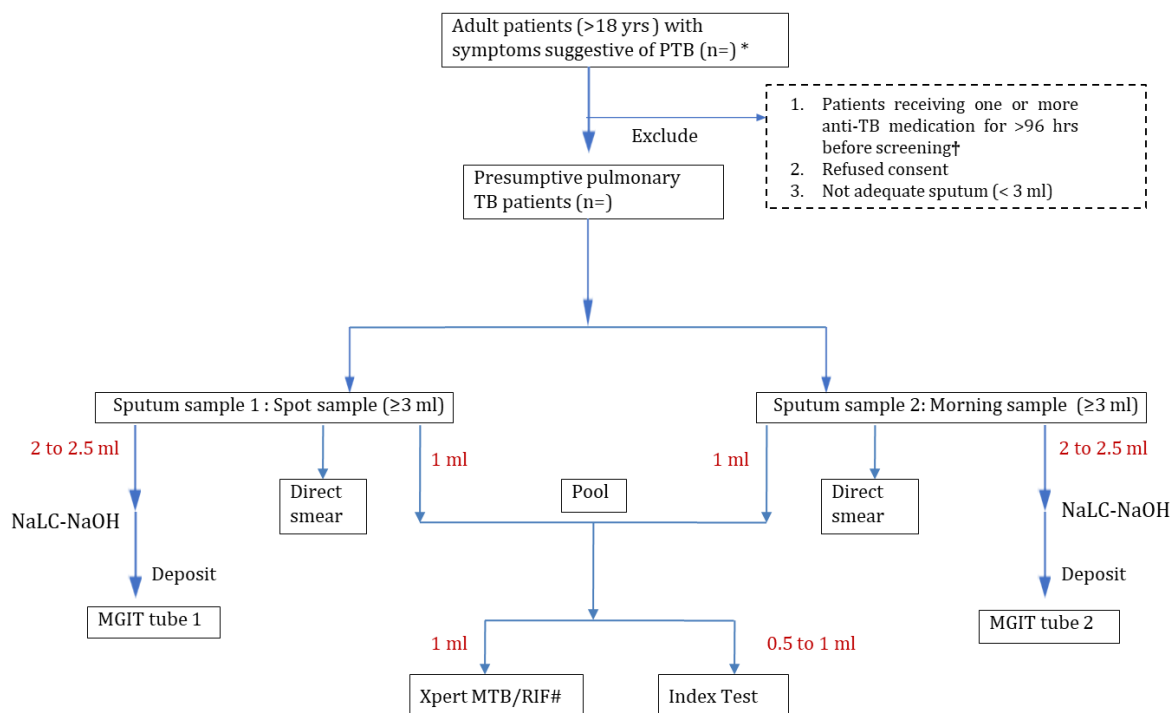 Adult patients (>18 yrs ) with
symptoms suggestive of PTB (n=) *
Exclude
1. Patients receiving one or more
anti-TB medication for >96 hrs
before screening†
2. Refused consent
3. Not adequate sputum (< 3 ml)
Presumptive pulmonary
TB patients (n=)
Sputum sample 1 : Spot sample (≥3 ml)
Sputum sample 2: Morning sample (≥3 ml)
2 to 2.5 ml
1 ml
1 ml
2 to 2.5 ml
Direct
smear
Pool
Direct
smear
NaLC-NaOH
NaLC-NaOH
Deposit
Deposit
MGIT tube 1
MGIT tube 2
1 ml
0.5 to 1 ml
Xpert MTB/RIF#
Index Test